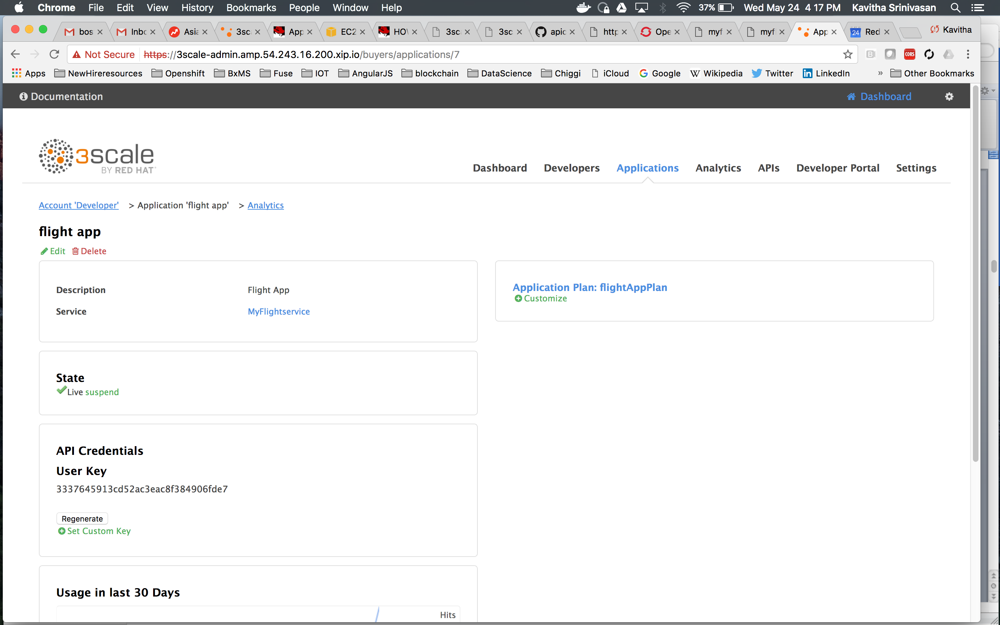 Chrome File Edit View History Bookmarks People Window Help 37% Wed May 24 4 17 PM Kavitha Srinivasan
bos Inbo Asia 3sc App EC2 HOW 3sc 3sc apic http Ope myf myf App 24 Red Kavitha
Not Secure https://3scale-admin.amp.54.243.16.200.xip.io/buyers/applications/7 CORS
Apps NewHireresources Openshift BxMS Fuse IOT AngularJS blockchain DataScience Chiggi iCloud Google Wikipedia Twitter LinkedIn » Other Bookmarks
Documentation Dashboard
3scale
BY RED HAT
Dashboard Developers Applications Analytics APIs Developer Portal Settings
Account 'Developer' > Application 'flight app' > Analytics
flight app
Edit Delete
Description Flight App
Service MyFlightservice
Application Plan: flightAppPlan
Customize
State
Live suspend
API Credentials
User Key
3337645913cd52ac3eac8f384906fde7
Regenerate
Set Custom Key
Usage in last 30 Days
Hits